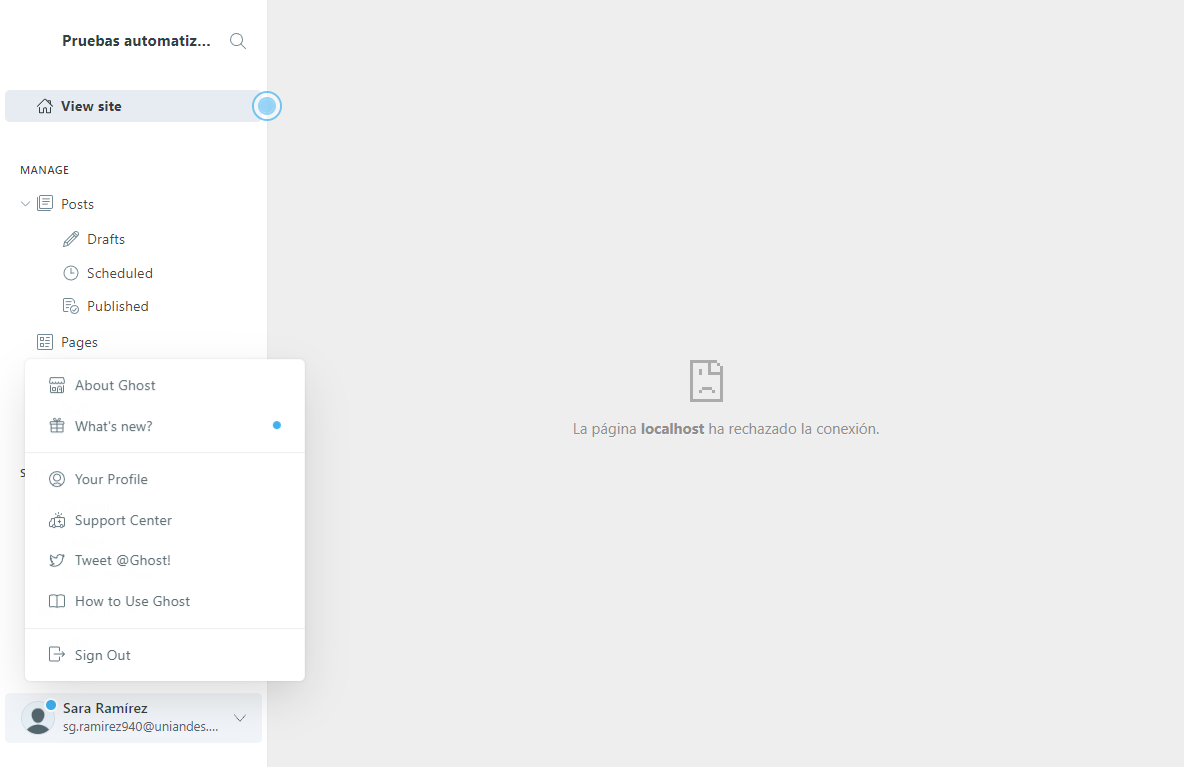 Pruebas automatiz...
View site
MANAGE
Posts
Drafts
Scheduled
Published
Pages
About Ghost
What's new?
S
Your Profile
Support Center
Tweet @Ghost!
How to Use Ghost
Sign Out
Sara Ramírez
sg.ramirez940@uniandes....
La página localhost ha rechazado la conexión.